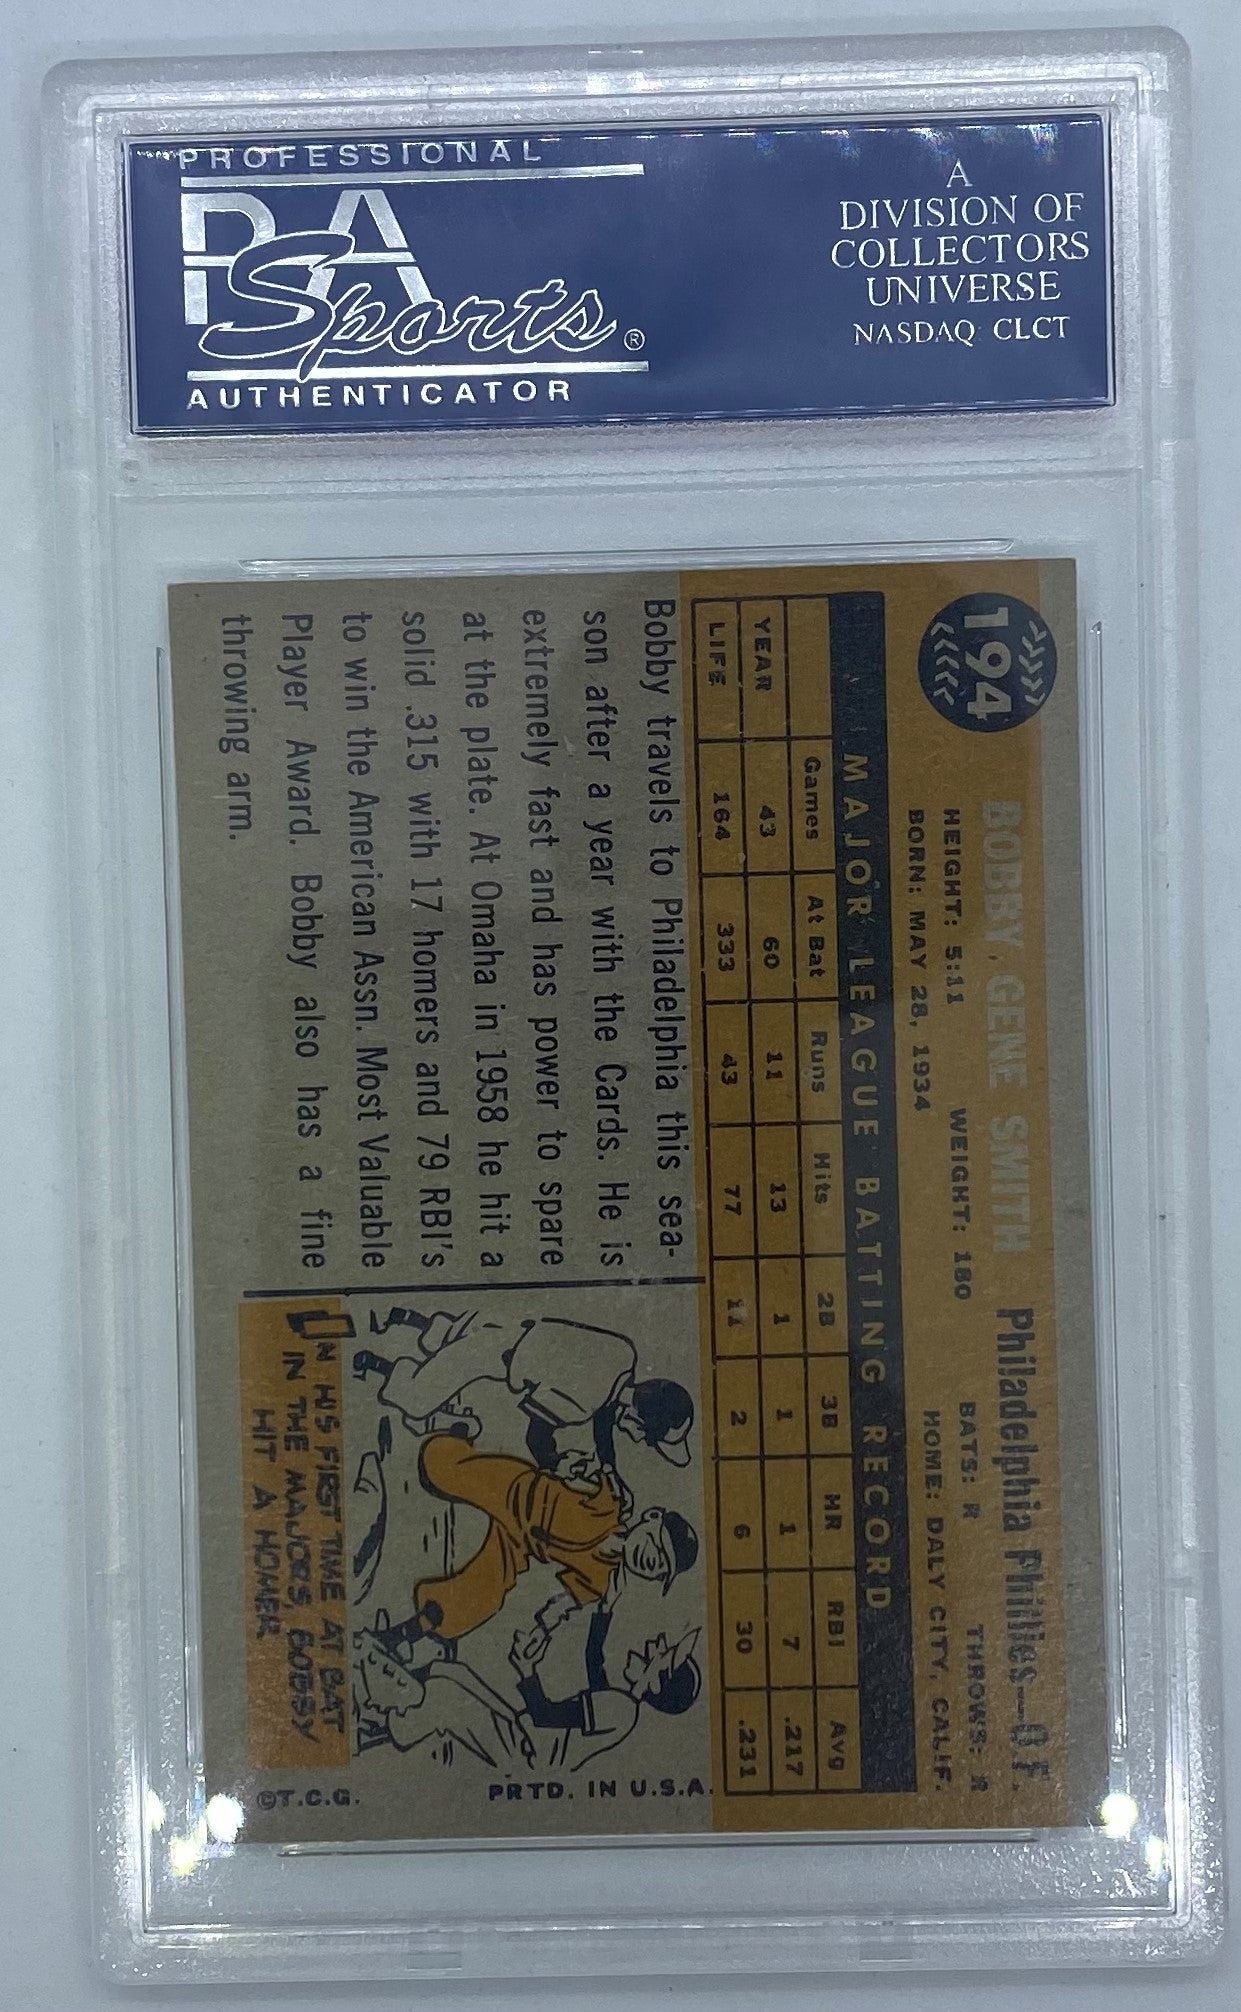 PROFESSIONAL
PSA
Sports®
AUTHENTICATOR
A
DIVISION OF
COLLECTORS
UNIVERSE
NASDAQ: CLCT
194
BOBBY GENE SMITH Philadelphia Phillies—O.F.
HEIGHT: 5:11 WEIGHT: 180 BATS: R THROWS: R
BORN: MAY 28, 1934 HOME: DALY CITY, CALIF.
MAJOR LEAGUE BATTING RECORD
Games At Bat Runs Hits 2B 3B HR RBI Avg
YEAR 43 60 11 13 1 1 1 7 .217
LIFE 164 333 43 77 11 2 6 30 .231
Bobby travels to Philadelphia this sea-
son after a year with the Cards. He is
extremely fast and has power to spare
at the plate. At Omaha in 1958 he hit a
solid .315 with 17 homers and 79 RBI's
to win the American Assn. Most Valuable
Player Award. Bobby also has a fine
throwing arm.
IN HIS FIRST TIME AT BAT
IN THE MAJORS, BOBBY
HIT A HOMER
©T.C.G.
PRTD. IN U.S.A.